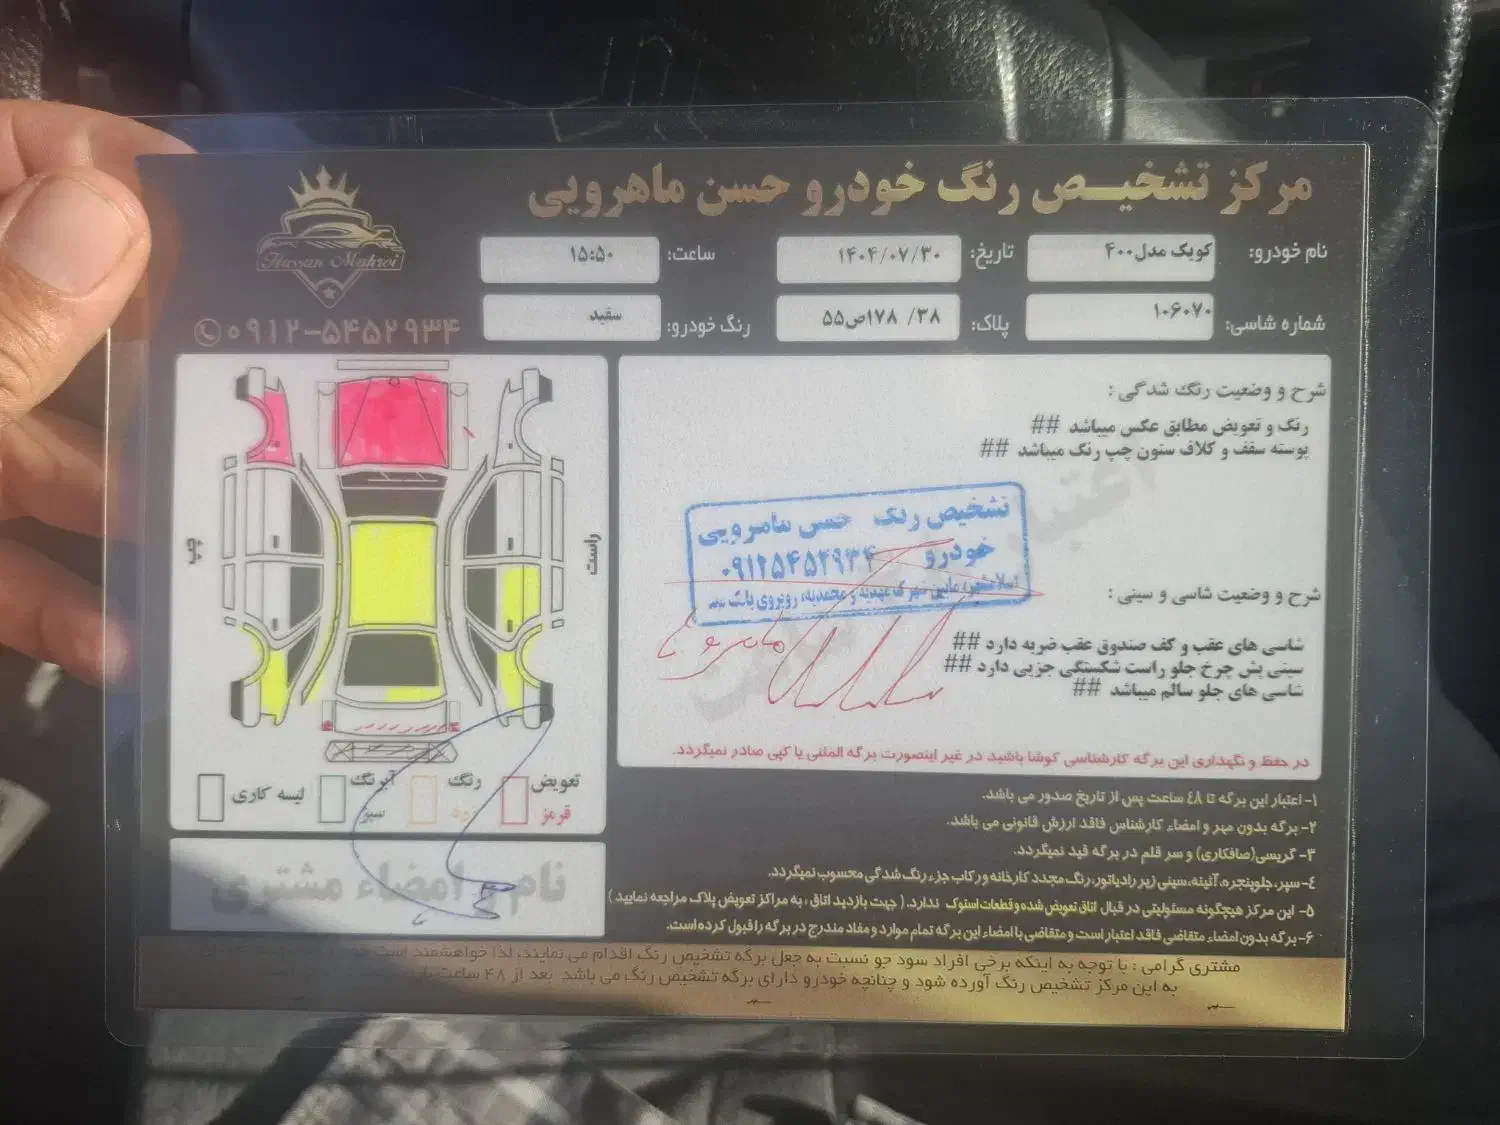 مرکز تشخیص رنگ خودرو حسن ماهرویی
Hassan Mahroei
۰۹۱۲-۵۴۵۲۹۳۴
نام خودرو: کویک مدل ۴۰۰
تاریخ: ۱۴۰۴/۰۷/۳۰
ساعت: ۱۵:۵۰
شماره شاسی: ۱۰۶۰۷۰
پلاک: ۳۸/ ۱۷۸ص۵۵
رنگ خودرو: سفید
شرح و وضعیت رنگ شدگی :
رنگ و تعویض مطابق عکس میباشد ##
پوسته سقف و کلاف ستون چپ رنگ میباشد ##
تشخیص رنگ حسن ماهرویی
خودرو ۰۹۱۲۵۴۵۲۹۳۴
شرح و وضعیت شاسی و سینی :
شاسی های عقب و کف صندوق عقب ضربه دارد ##
سینی پش چرخ جلو راست شکستگی جزیی دارد ##
شاسی های جلو سالم میباشد ##
در حفظ و نگهداری این برگه کارشناسی کوشا باشید در غیر اینصورت برگه المثنی یا کپی صادر نمیگردد.
چپ
راست
تعویض
قرمز
رنگ
زرد
آبرنگ
سبز
لیسه کاری
نام و امضاء مشتری
۱- اعتبار این برگه تا ٤٨ ساعت پس از تاریخ صدور می باشد.
۲- برگه بدون مهر و امضاء کارشناس فاقد ارزش قانونی می باشد.
۳- گریسی(صافکاری) و سر قلم در برگه قید نمیگردد.
٤- سپر، جلوپنجره، آئینه، سینی زیر رادیاتور، رنگ مجدد کارخانه و رکاب جزء رنگ شدگی محسوب نمیگردد.
۵- این مرکز هیچگونه مسئولیتی در قبال اتاق تعویض شده و قطعات استوک ندارد. ( جهت بازدید اتاق ، به مراکز تعویض پلاک مراجعه نمایید )
۶- برگه بدون امضاء متقاضی فاقد اعتبار است و متقاضی با امضاء این برگه تمام موارد و مفاد مندرج در برگه را قبول کرده است.
مشتری گرامی : با توجه به اینکه برخی افراد سود جو نسبت به جعل برگه تشخیص رنگ اقدام می نمایند، لذا خواهشمند است
به این مرکز تشخیص رنگ آورده شود و چنانچه خودرو دارای برگه تشخیص رنگ می باشد بعد از ۴۸ ساعت